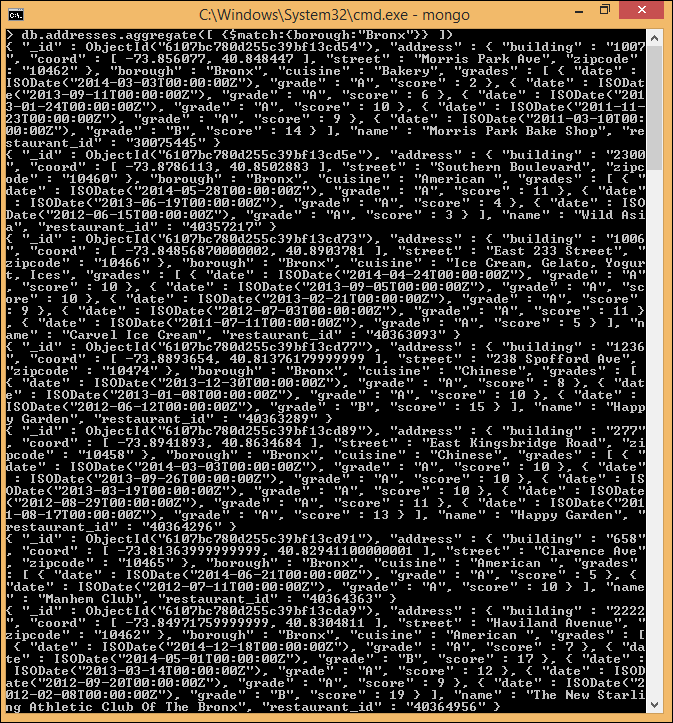 C:\Windows\System32\cmd.exe - mongo
> db.addresses.aggregate([ {$match:{borough:"Bronx"}} ])
{ "_id" : ObjectId("6107bc780d255c39bf13cd54"), "address" : { "building" : "1007
", "coord" : [ -73.856077, 40.848447 ], "street" : "Morris Park Ave", "zipcode"
: "10462" }, "borough" : "Bronx", "cuisine" : "Bakery", "grades" : [ { "date" :
ISODate("2014-03-03T00:00:00Z"), "grade" : "A", "score" : 2 }, { "date" : ISODat
e("2013-09-11T00:00:00Z"), "grade" : "A", "score" : 6 }, { "date" : ISODate("201
3-01-24T00:00:00Z"), "grade" : "A", "score" : 10 }, { "date" : ISODate("2011-11-
23T00:00:00Z"), "grade" : "A", "score" : 9 }, { "date" : ISODate("2011-03-10T00:
00:00Z"), "grade" : "B", "score" : 14 } ], "name" : "Morris Park Bake Shop", "re
staurant_id" : "30075445" }
{ "_id" : ObjectId("6107bc780d255c39bf13cd5e"), "address" : { "building" : "2300
", "coord" : [ -73.8786113, 40.8502883 ], "street" : "Southern Boulevard", "zipc
ode" : "10460" }, "borough" : "Bronx", "cuisine" : "American ", "grades" : [ { "
date" : ISODate("2014-05-28T00:00:00Z"), "grade" : "A", "score" : 11 }, { "date"
: ISODate("2013-06-19T00:00:00Z"), "grade" : "A", "score" : 4 }, { "date" : ISO
Date("2012-06-15T00:00:00Z"), "grade" : "A", "score" : 3 } ], "name" : "Wild Asi
a", "restaurant_id" : "40357217" }
{ "_id" : ObjectId("6107bc780d255c39bf13cd73"), "address" : { "building" : "1006
", "coord" : [ -73.84856870000002, 40.8903781 ], "street" : "East 233 Street", "
zipcode" : "10466" }, "borough" : "Bronx", "cuisine" : "Ice Cream, Gelato, Yogur
t, Ices", "grades" : [ { "date" : ISODate("2014-04-24T00:00:00Z"), "grade" : "A"
, "score" : 10 }, { "date" : ISODate("2013-09-05T00:00:00Z"), "grade" : "A", "sc
ore" : 10 }, { "date" : ISODate("2013-02-21T00:00:00Z"), "grade" : "A", "score"
: 9 }, { "date" : ISODate("2012-07-03T00:00:00Z"), "grade" : "A", "score" : 11 }
, { "date" : ISODate("2011-07-11T00:00:00Z"), "grade" : "A", "score" : 5 } ], "n
ame" : "Carvel Ice Cream", "restaurant_id" : "40363093" }
{ "_id" : ObjectId("6107bc780d255c39bf13cd77"), "address" : { "building" : "1236
", "coord" : [ -73.8893654, 40.81376179999999 ], "street" : "238 Spofford Ave",
"zipcode" : "10474" }, "borough" : "Bronx", "cuisine" : "Chinese", "grades" : [
{ "date" : ISODate("2013-12-30T00:00:00Z"), "grade" : "A", "score" : 8 }, { "dat
e" : ISODate("2013-01-08T00:00:00Z"), "grade" : "A", "score" : 10 }, { "date" :
ISODate("2012-06-12T00:00:00Z"), "grade" : "B", "score" : 15 } ], "name" : "Happ
y Garden", "restaurant_id" : "40363289" }
{ "_id" : ObjectId("6107bc780d255c39bf13cd89"), "address" : { "building" : "277"
, "coord" : [ -73.8941893, 40.8634684 ], "street" : "East Kingsbridge Road", "zi
pcode" : "10458" }, "borough" : "Bronx", "cuisine" : "Chinese", "grades" : [ { "
date" : ISODate("2014-03-03T00:00:00Z"), "grade" : "A", "score" : 10 }, { "date"
: ISODate("2013-09-26T00:00:00Z"), "grade" : "A", "score" : 10 }, { "date" : IS
ODate("2013-03-19T00:00:00Z"), "grade" : "A", "score" : 10 }, { "date" : ISODate
("2012-08-29T00:00:00Z"), "grade" : "A", "score" : 11 }, { "date" : ISODate("201
1-08-17T00:00:00Z"), "grade" : "A", "score" : 13 } ], "name" : "Happy Garden", "
restaurant_id" : "40364296" }
{ "_id" : ObjectId("6107bc780d255c39bf13cd91"), "address" : { "building" : "658"
, "coord" : [ -73.81363999999999, 40.82941100000001 ], "street" : "Clarence Ave"
, "zipcode" : "10465" }, "borough" : "Bronx", "cuisine" : "American ", "grades"
: [ { "date" : ISODate("2014-06-21T00:00:00Z"), "grade" : "A", "score" : 5 }, {
"date" : ISODate("2012-07-11T00:00:00Z"), "grade" : "A", "score" : 10 } ], "name
" : "Manem Club", "restaurant_id" : "40364363" }
{ "_id" : ObjectId("6107bc780d255c39bf13cda9"), "address" : { "building" : "2222
", "coord" : [ -73.84971759999999, 40.8304811 ], "street" : "Haviland Avenue", "
zipcode" : "10462" }, "borough" : "Bronx", "cuisine" : "American ", "grades" : [
{ "date" : ISODate("2014-12-18T00:00:00Z"), "grade" : "A", "score" : 7 }, { "da
te" : ISODate("2014-05-01T00:00:00Z"), "grade" : "B", "score" : 17 }, { "date" :
ISODate("2013-03-14T00:00:00Z"), "grade" : "A", "score" : 12 }, { "date" : ISOD
ate("2012-09-20T00:00:00Z"), "grade" : "A", "score" : 9 }, { "date" : ISODate("2
012-02-08T00:00:00Z"), "grade" : "B", "score" : 19 } ], "name" : "The New Starli
ng Athletic Club Of The Bronx", "restaurant_id" : "40364956" }